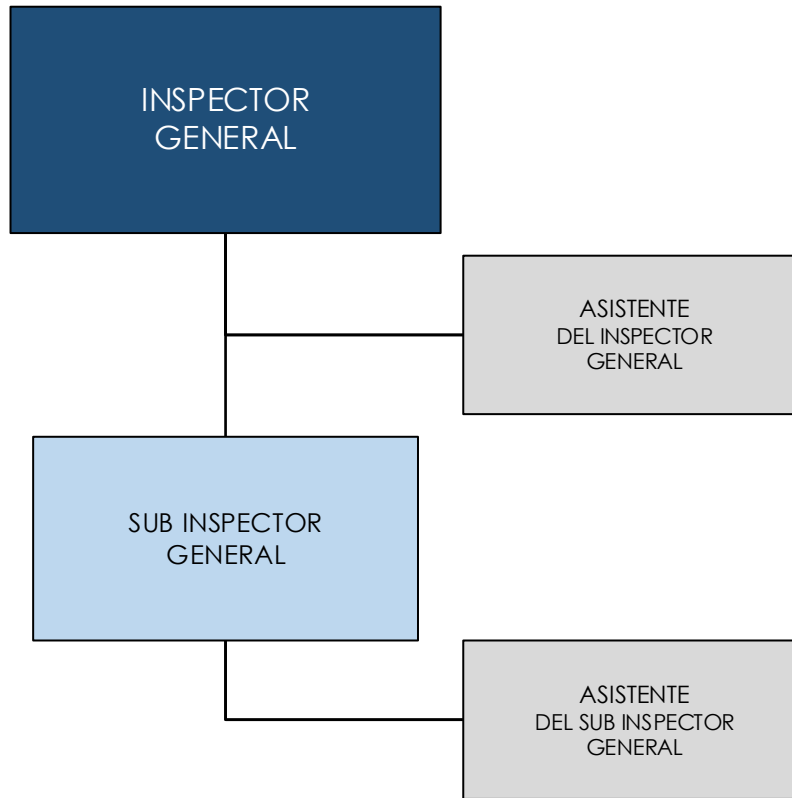 INSPECTOR
GENERAL
ASISTENTE
DEL INSPECTOR
GENERAL
SUB INSPECTOR
GENERAL
ASISTENTE
DEL SUB INSPECTOR
GENERAL